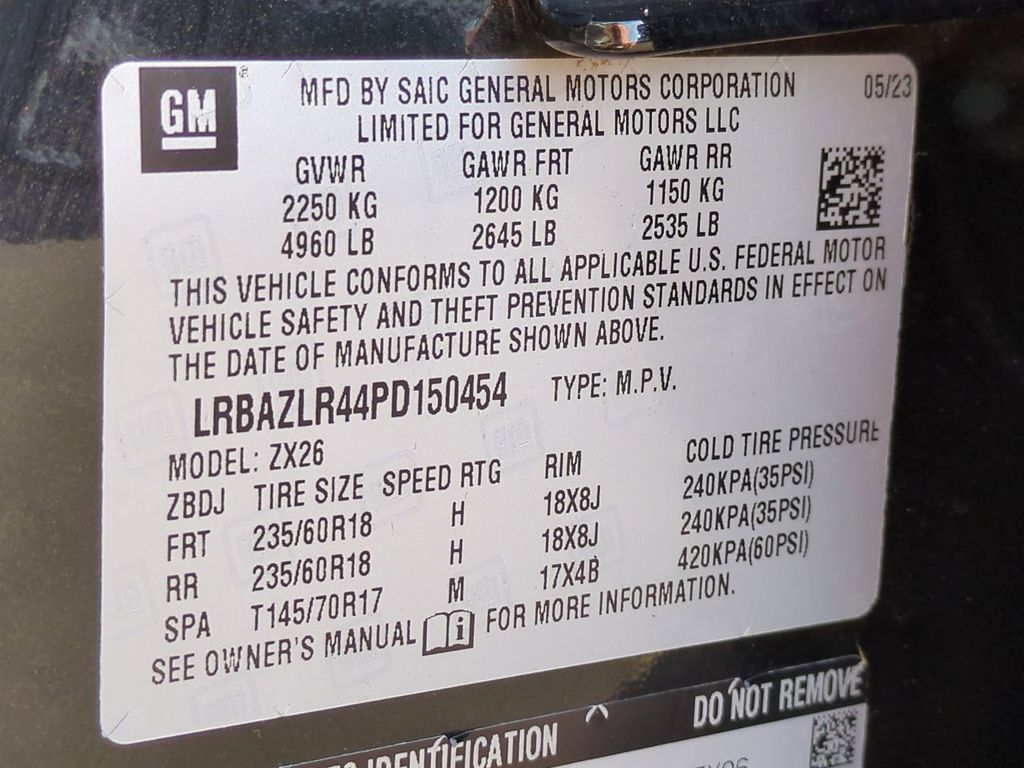 GM
MFD BY SAIC GENERAL MOTORS CORPORATION 05/23
LIMITED FOR GENERAL MOTORS LLC
GVWR GAWR FRT GAWR RR
2250 KG 1200 KG 1150 KG
4960 LB 2645 LB 2535 LB
THIS VEHICLE CONFORMS TO ALL APPLICABLE U.S. FEDERAL MOTOR
VEHICLE SAFETY AND THEFT PREVENTION STANDARDS IN EFFECT ON
THE DATE OF MANUFACTURE SHOWN ABOVE.
LRBAZLR44PD150454 TYPE: M.P.V.
MODEL: ZX26
ZBDJ TIRE SIZE SPEED RTG RIM COLD TIRE PRESSURE
FRT 235/60R18 H 18X8J 240KPA(35PSI)
RR 235/60R18 H 18X8J 240KPA(35PSI)
SPA T145/70R17 M 17X4B 420KPA(60PSI)
SEE OWNER'S MANUAL i FOR MORE INFORMATION.
IDENTIFICATION DO NOT REMOVE